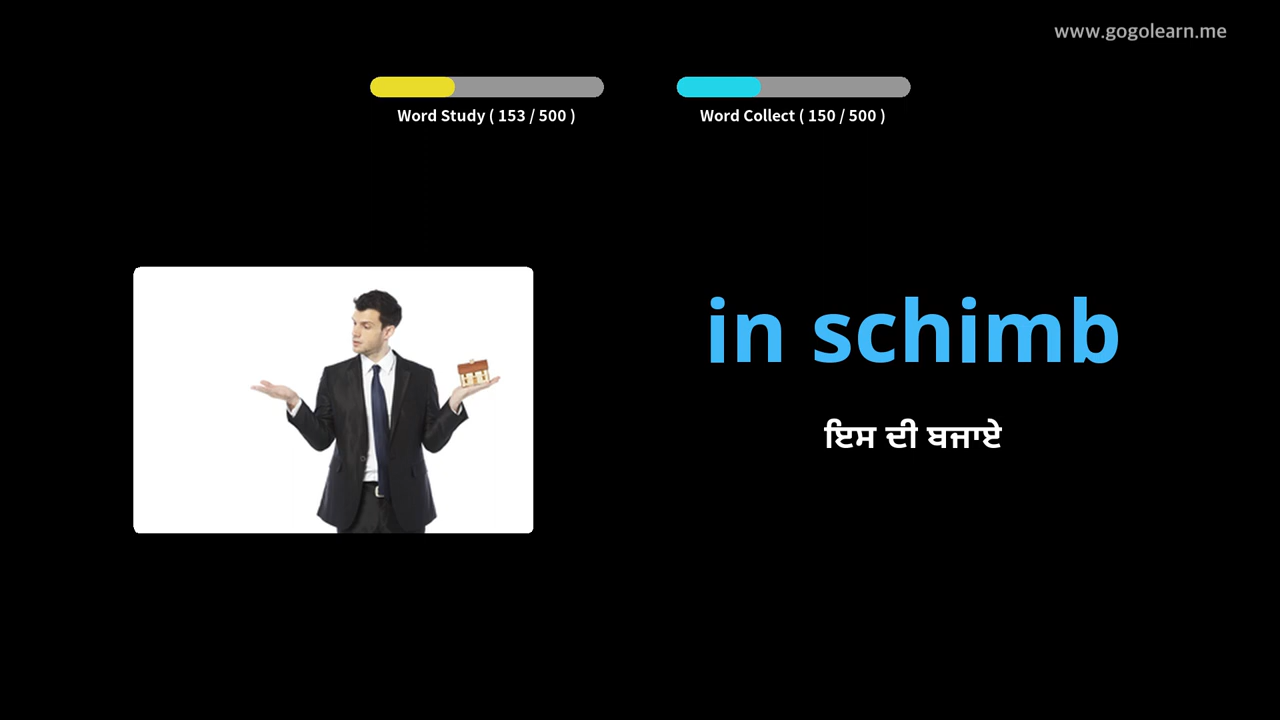 www.gogolearn.me
Word Study ( 153 / 500 )
Word Collect ( 150 / 500 )
in schimb
ਇਸ ਦੀ ਬਜਾਏ